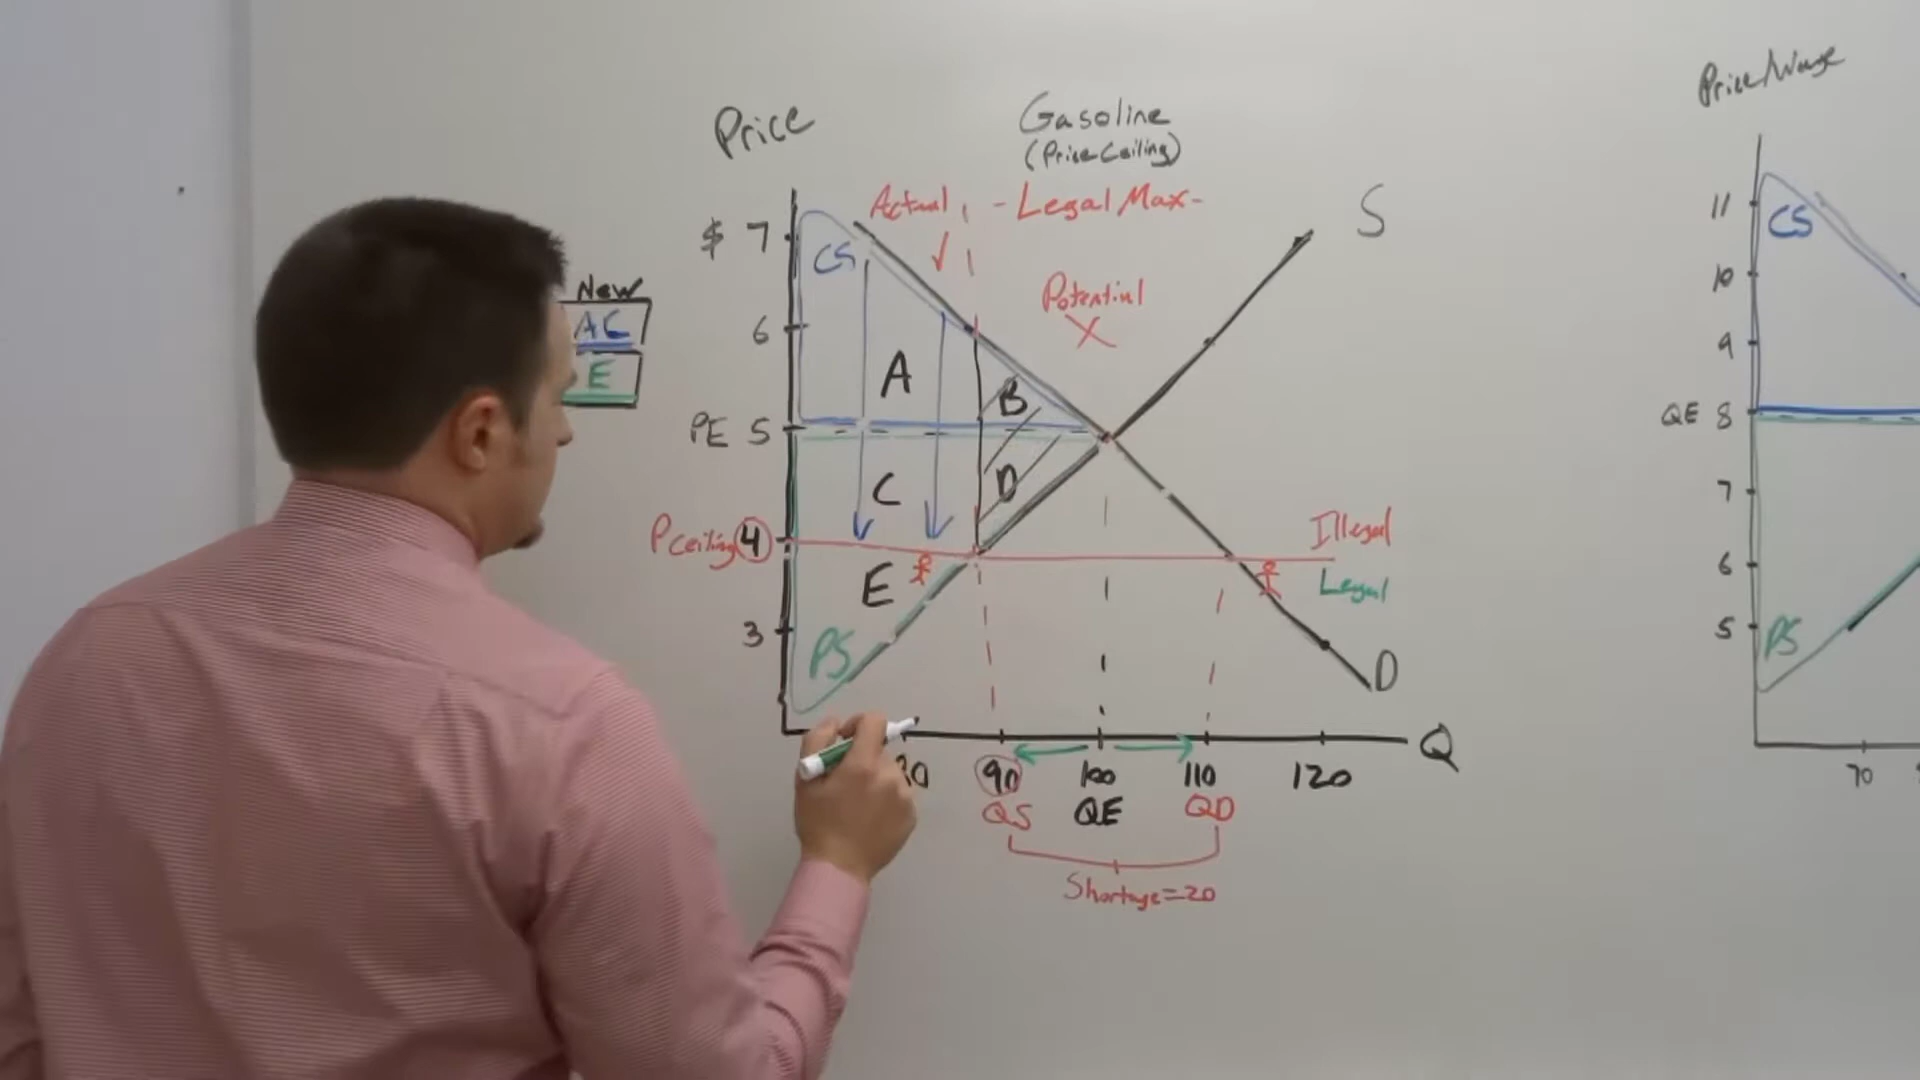 New
AC
E
Price
Gasoline
(Price Ceiling)
Actual - Legal Max -
S
$ 7
CS
Potential
X
6
A
B
PE 5
C
D
PCeiling 4
Illegal
Legal
E
3
PS
D
Q
90 100 110 120
QS QE QD
Shortage=20
Price/Wage
11
CS
10
9
QE 8
7
6
5
PS
70